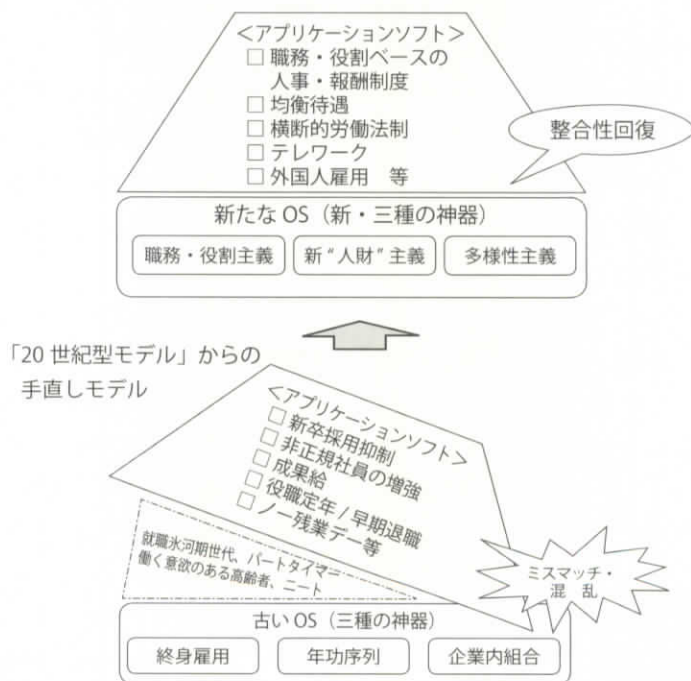 ＜アプリケーションソフト＞
□ 職務・役割ベースの
人事・報酬制度
□ 均衡待遇
□ 横断的労働法制
□ テレワーク
□ 外国人雇用　等
整合性回復
新たな OS（新・三種の神器）
職務・役割主義
新 “人財” 主義
多様性主義
「20 世紀型モデル」からの
手直しモデル
＜アプリケーションソフト＞
□ 新卒採用抑制
□ 非正規社員の増強
□ 成果給
□ 役職定年 / 早期退職
□ ノー残業デー等
就職氷河期世代、パートタイマー
働く意欲のある高齢者、ニート
ミスマッチ・
混　乱
古い OS（三種の神器）
終身雇用
年功序列
企業内組合